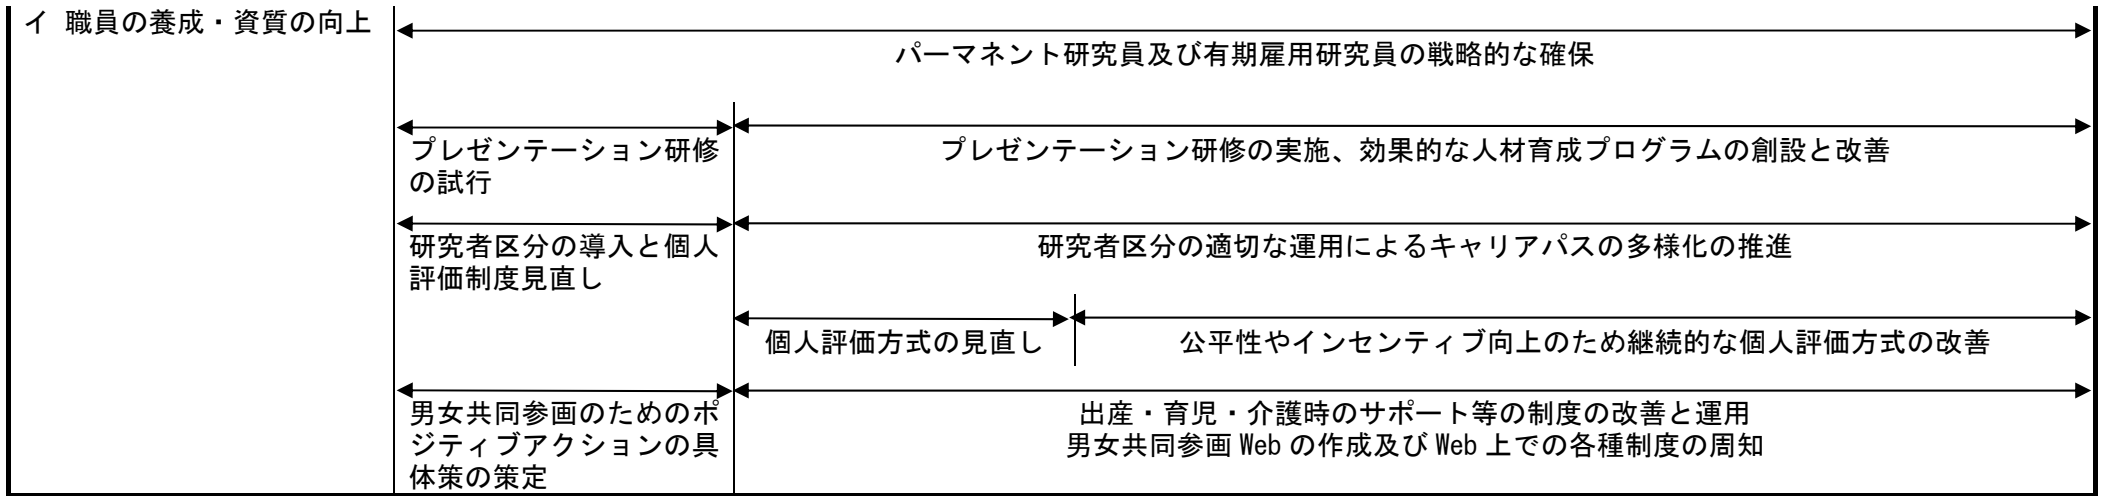 イ 職員の養成・資質の向上
パーマネント研究員及び有期雇用研究員の戦略的な確保
プレゼンテーション研修
の試行
プレゼンテーション研修の実施、効果的な人材育成プログラムの創設と改善
研究者区分の導入と個人
評価制度見直し
研究者区分の適切な運用によるキャリアパスの多様化の推進
個人評価方式の見直し
公平性やインセンティブ向上のため継続的な個人評価方式の改善
男女共同参画のためのポ
ジティブアクションの具
体策の策定
出産・育児・介護時のサポート等の制度の改善と運用
男女共同参画 Web の作成及び Web 上での各種制度の周知